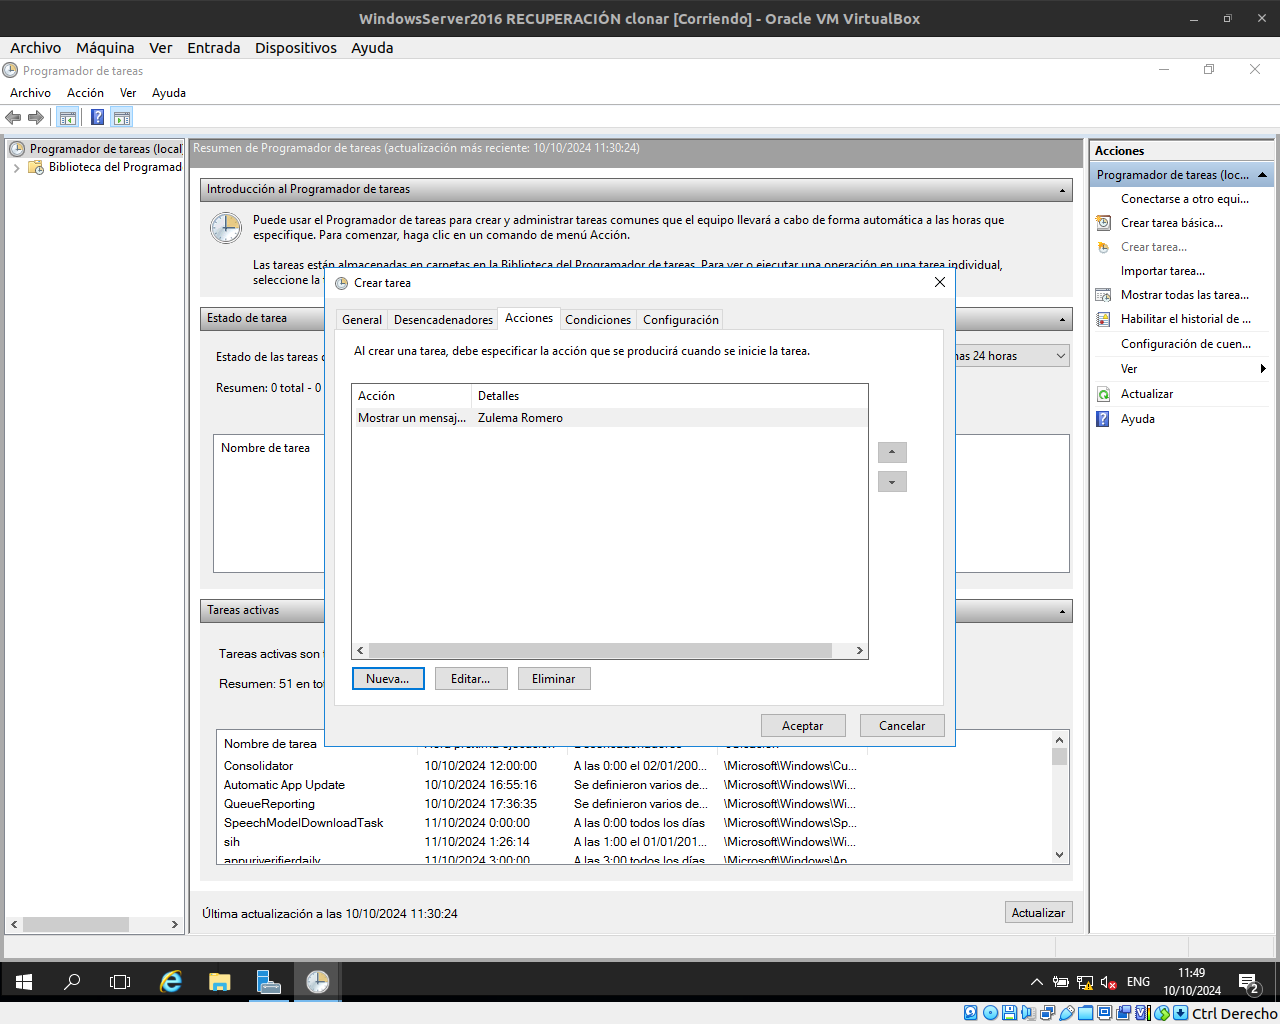 WindowsServer2016 RECUPERACIÓN clonar [Corriendo] - Oracle VM VirtualBox
Archivo Máquina Ver Entrada Dispositivos Ayuda
Programador de tareas
Archivo Acción Ver Ayuda
Programador de tareas (local
Biblioteca del Programad
Resumen de Programador de tareas (actualización más reciente: 10/10/2024 11:30:24)
Introducción al Programador de tareas
Puede usar el Programador de tareas para crear y administrar tareas comunes que el equipo llevará a cabo de forma automática a las horas que
especifique. Para comenzar, haga clic en un comando de menú Acción.
Las tareas están almacenadas en carpetas en la Biblioteca del Programador de tareas. Para ver o ejecutar una operación en una tarea individual,
seleccione la
Estado de tarea
Estado de las tareas
24 horas
Resumen: 0 total - 0
Nombre de tarea
Tareas activas
Tareas activas son
Resumen: 51 en
Nombre de tarea
Consolidator 10/10/2024 12:00:00 A las 0:00 el 02/01/200... \Microsoft\Windows\Cu...
Automatic App Update 10/10/2024 16:55:16 Se definieron varios de... \Microsoft\Windows\Wi...
QueueReporting 10/10/2024 17:36:35 Se definieron varios de... \Microsoft\Windows\Wi...
SpeechModelDownloadTask 11/10/2024 0:00:00 A las 0:00 todos los días \Microsoft\Windows\Sp...
sih 11/10/2024 1:26:14 A las 1:00 el 01/01/201... \Microsoft\Windows\Wi...
appuriverifierdaily 11/10/2024 3:00:00 A las 3:00 todos los días \Microsoft\Windows\Ap
Última actualización a las 10/10/2024 11:30:24
Actualizar
Crear tarea
General Desencadenadores Acciones Condiciones Configuración
Al crear una tarea, debe especificar la acción que se producirá cuando se inicie la tarea.
Acción Detalles
Mostrar un mensaj... Zulema Romero
Nueva... Editar... Eliminar
Aceptar Cancelar
Acciones
Programador de tareas (loc...
Conectarse a otro equi...
Crear tarea básica...
Crear tarea...
Importar tarea...
Mostrar todas las tarea...
Habilitar el historial de ...
Configuración de cuen...
Ver
Actualizar
Ayuda
ENG
11:49
10/10/2024
2
Ctrl Derecho